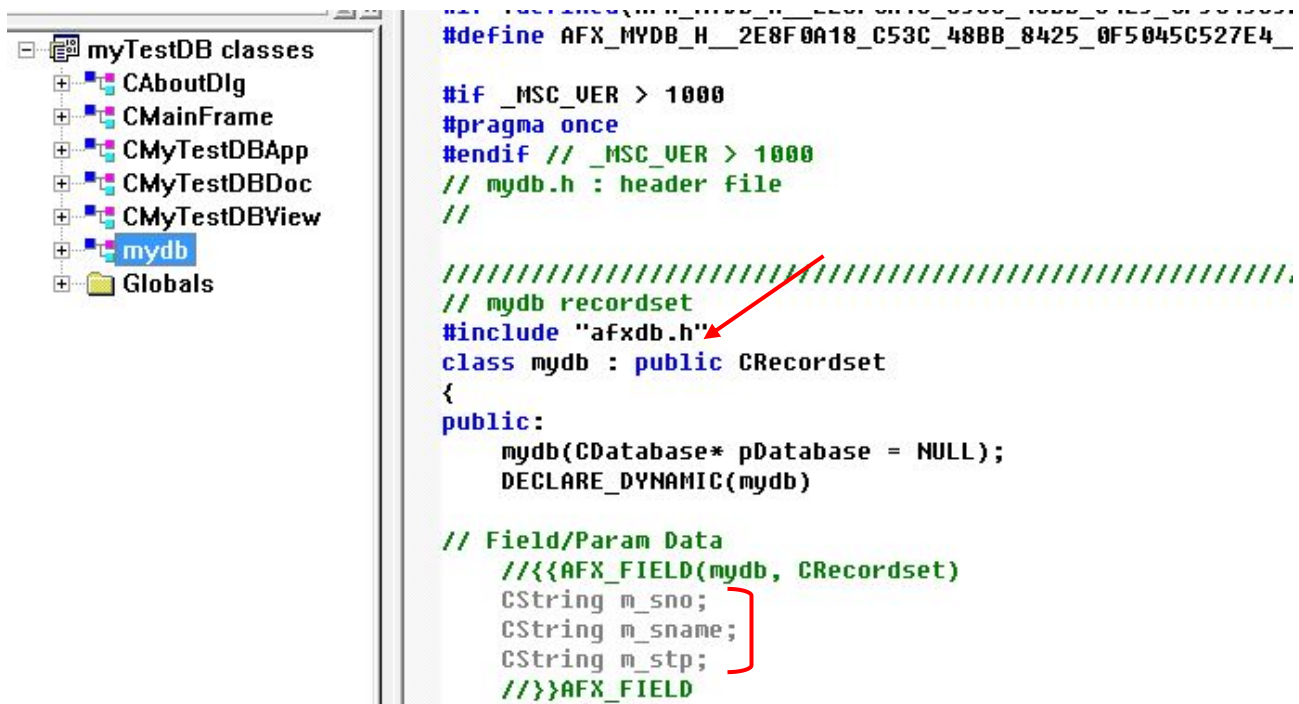 myTestDB classes
CAboutDlg
CMainFrame
CMyTestDBApp
CMyTestDBDoc
CMyTestDBView
mydb
Globals
#define AFX_MYDB_H__2E8F0A18_C53C_48BB_8425_0F5045C527E4__
#if _MSC_VER > 1000
#pragma once
#endif // _MSC_VER > 1000
// mydb.h : header file
//
/////////////////////////////////////////////////////////////////////////////
// mydb recordset
#include "afxdb.h"
class mydb : public CRecordset
{
public:
mydb(CDatabase* pDatabase = NULL);
DECLARE_DYNAMIC(mydb)
// Field/Param Data
//{{AFX_FIELD(mydb, CRecordset)
CString m_sno;
CString m_sname;
CString m_stp;
//}}AFX_FIELD